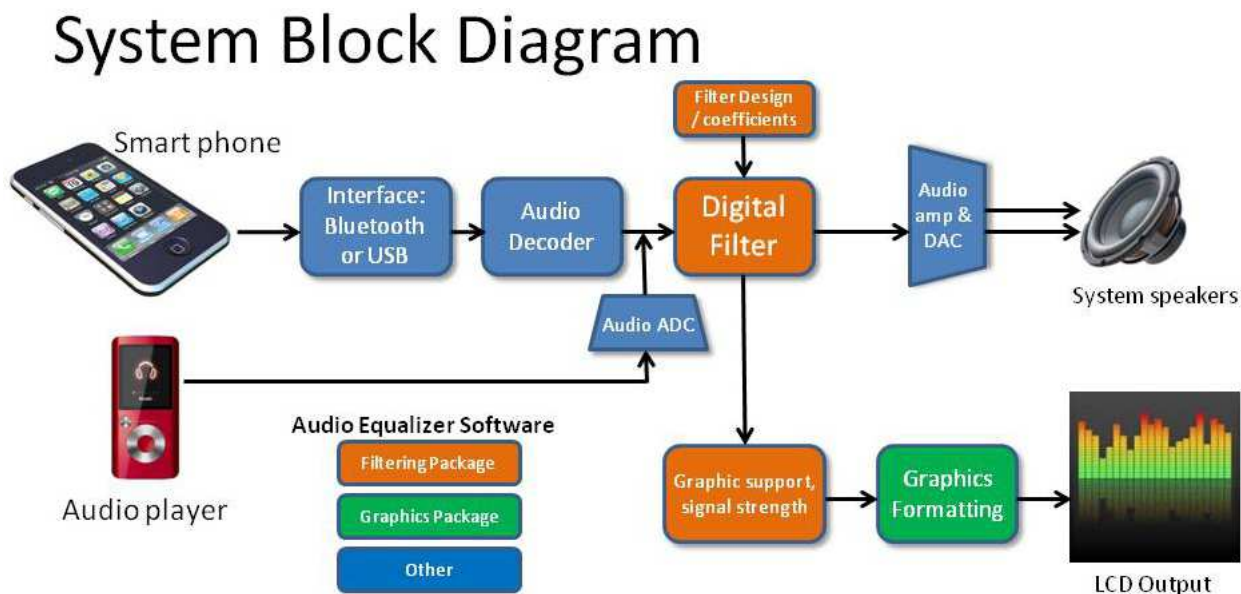 System Block Diagram
Smart phone
Interface:
Bluetooth
or USB
Audio
Decoder
Filter Design
/ coefficients
Digital
Filter
Audio
amp &
DAC
System speakers
Audio ADC
Audio player
Audio Equalizer Software
Filtering Package
Graphics Package
Other
Graphic support,
signal strength
Graphics
Formatting
LCD Output